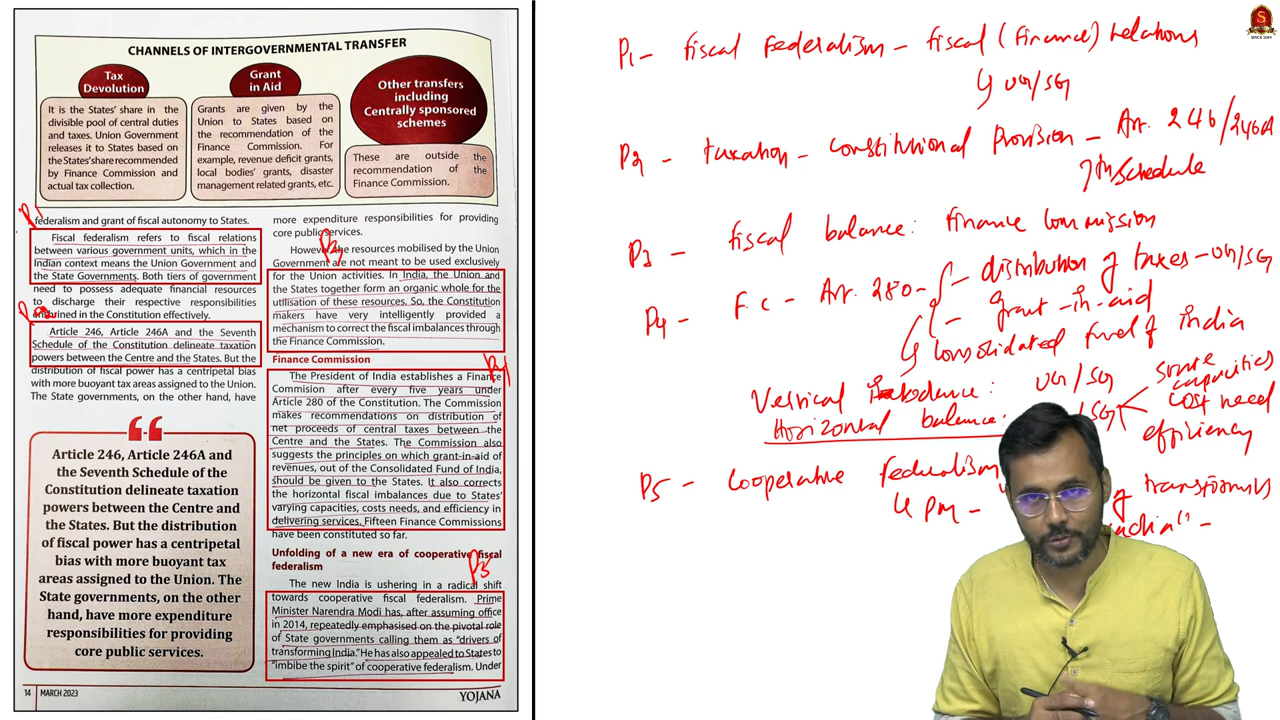 CHANNELS OF INTERGOVERNMENTAL TRANSFER
Tax
Devolution
It is the States' share in the
divisible pool of central duties
and taxes. Union Government
releases it to States based on
the States' share recommended
by Finance Commission and
actual tax collection.
Grant
in Aid
Grants are given by the
Union to States based on
the recommendation of the
Finance Commission. For
example, revenue deficit grants,
local bodies' grants, disaster
management related grants, etc.
Other transfers
including
Centrally sponsored
schemes
These are outside the
recommendation of the
Finance Commission.
P1
federalism and grant of fiscal autonomy to States.
Fiscal federalism refers to fiscal relations
between various government units, which in the
Indian context means the Union Government and
the State Governments. Both tiers of government
need to possess adequate financial resources
to discharge their respective responsibilities
enshrined in the Constitution effectively.
P2
Article 246, Article 246A and the Seventh
Schedule of the Constitution delineate taxation
powers between the Centre and the States. But the
distribution of fiscal power has a centripetal bias
with more buoyant tax areas assigned to the Union.
The State governments, on the other hand, have
Article 246, Article 246A and
the Seventh Schedule of the
Constitution delineate taxation
powers between the Centre and
the States. But the distribution
of fiscal power has a centripetal
bias with more buoyant tax
areas assigned to the Union. The
State governments, on the other
hand, have more expenditure
responsibilities for providing
core public services.
more expenditure responsibilities for providing
core public services.
P3
However, the resources mobilised by the Union
Government are not meant to be used exclusively
for the Union activities. In India, the Union and
the States together form an organic whole for the
utilisation of these resources. So, the Constitution
makers have very intelligently provided a
mechanism to correct the fiscal imbalances through
the Finance Commission.
Finance Commission
P4
The President of India establishes a Finance
Commision after every five years under
Article 280 of the Constitution. The Commission
makes recommendations on distribution of
net proceeds of central taxes between the
Centre and the States. The Commission also
suggests the principles on which grant-in-aid of
revenues, out of the Consolidated Fund of India,
should be given to the States. It also corrects
the horizontal fiscal imbalances due to States'
varying capacities, costs needs, and efficiency in
delivering services. Fifteen Finance Commissions
have been constituted so far.
Unfolding of a new era of cooperative fiscal
federalism
P5
The new India is ushering in a radical shift
towards cooperative fiscal federalism. Prime
Minister Narendra Modi has, after assuming office
in 2014, repeatedly emphasised on the pivotal role
of State governments calling them as "drivers of
transforming India." He has also appealed to States to
"imbibe the spirit" of cooperative federalism. Under
14 MARCH 2023 YOJANA
P1 - fiscal Federalism - fiscal (Finance) relations
UG/SG
P2 - taxation - constitutional provision - Art. 246/246A
7th Schedule
P3 - fiscal balance: Finance Commission
P4 - F.C - Art. 280 - distribution of taxes - UG/SG
- Grant-in-aid
Consolidated fund of India
Vertical Imbalance: UG/SG
Horizontal balance: /SG
State capacities
cost need
efficiency
P5 - cooperative federalism
PM - of transforming
India" -
S
SINCE 2004